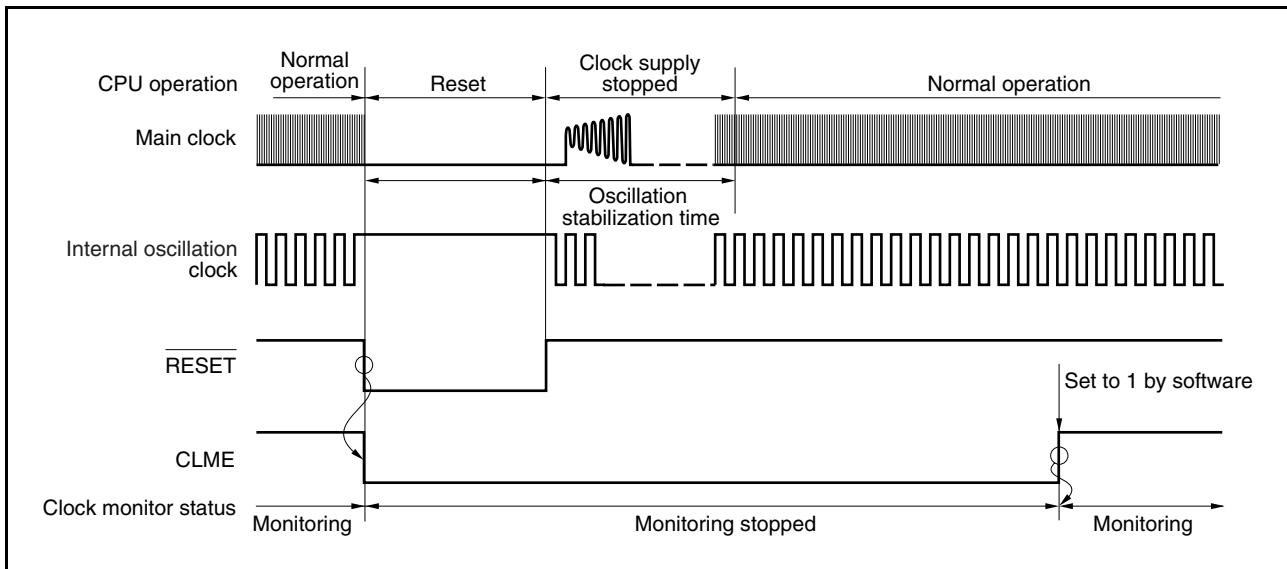 CPU operation
Normal
operation
Reset
Clock supply
stopped
Normal operation
Main clock
Oscillation
stabilization time
Internal oscillation
clock
RESET
Set to 1 by software
CLME
Clock monitor status
Monitoring
Monitoring stopped
Monitoring